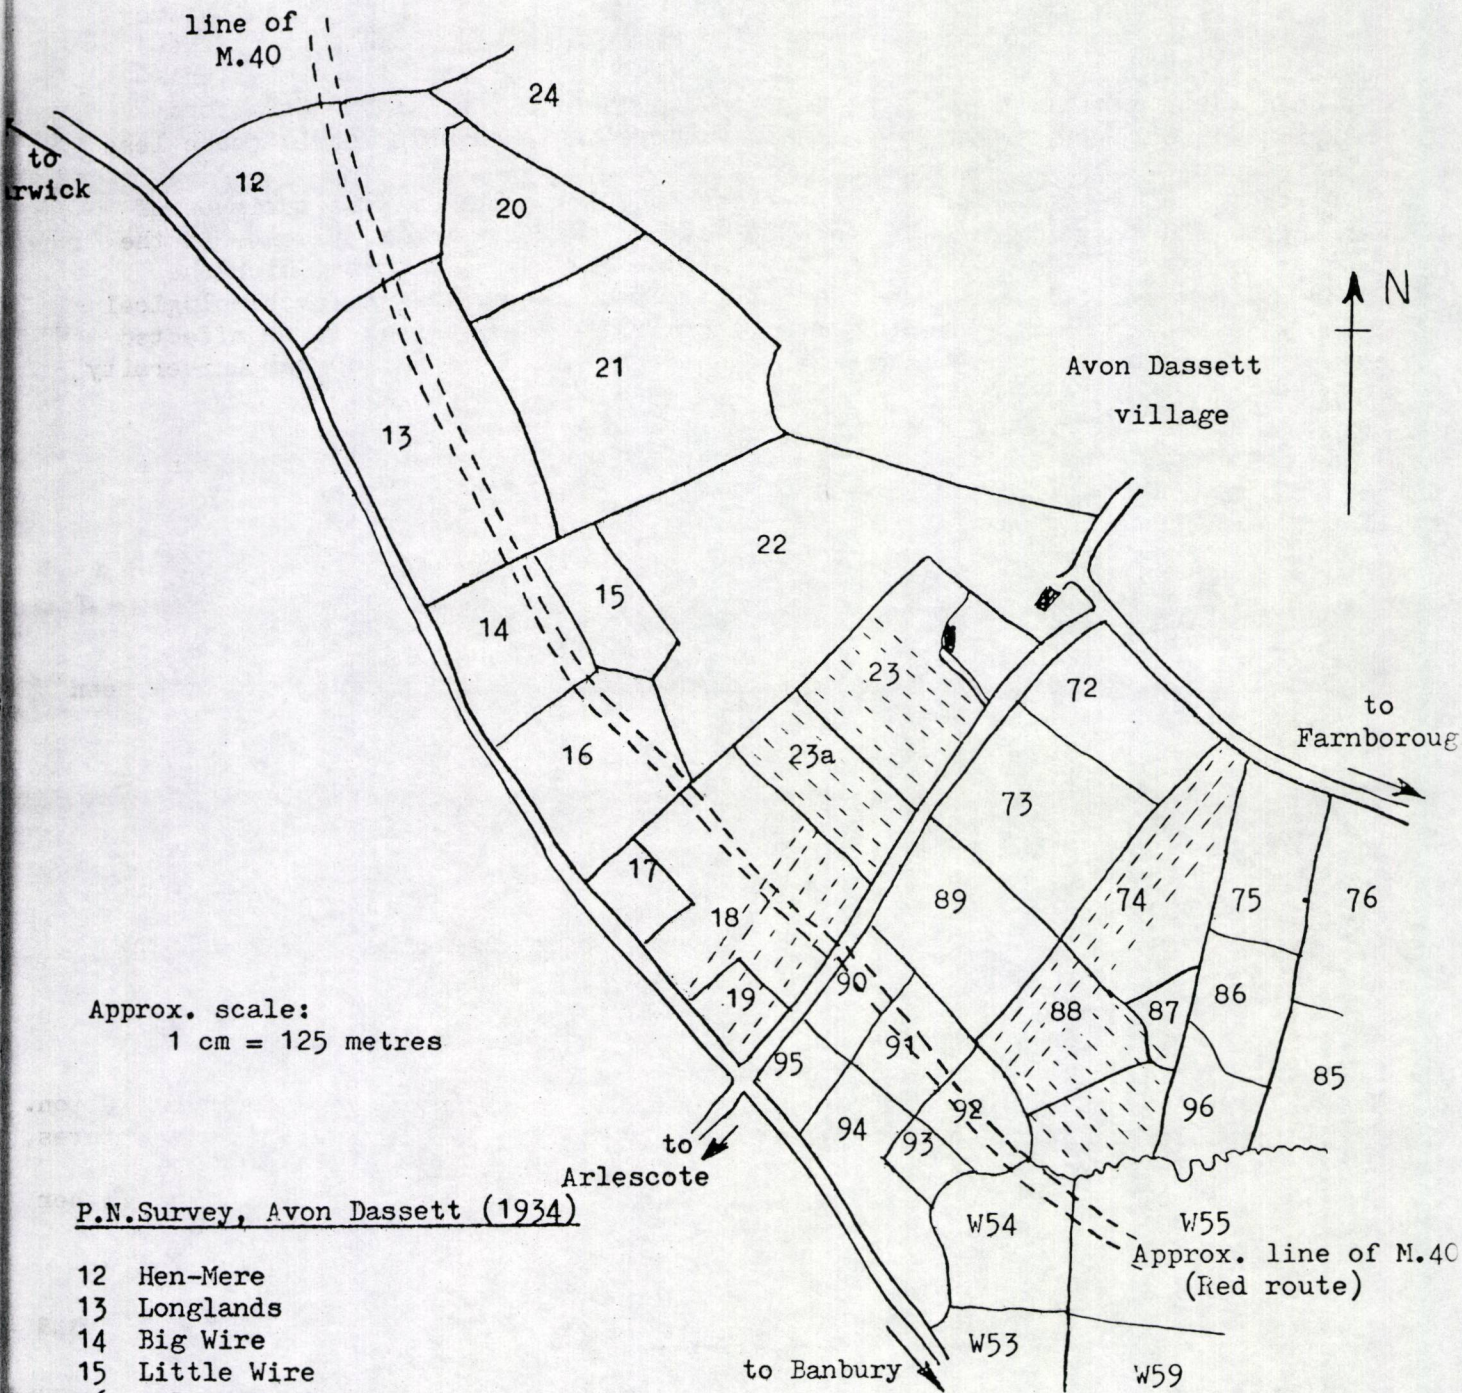 line of
M.40
24
to
rwick
12
20
N
21
Avon Dassett
village
13
22
15
14
23
72
to
Farnboroug
16
23a
73
17
74
75
76
89
18
90
86
19
88
87
Approx. scale:
1 cm = 125 metres
91
95
85
92
96
94
93
to
Arlescote
P.N.Survey, Avon Dassett (1934)
W54
W55
Approx. line of M.40
(Red route)
12 Hen-Mere
13 Longlands
14 Big Wire
15 Little Wire
W53
to Banbury
W59